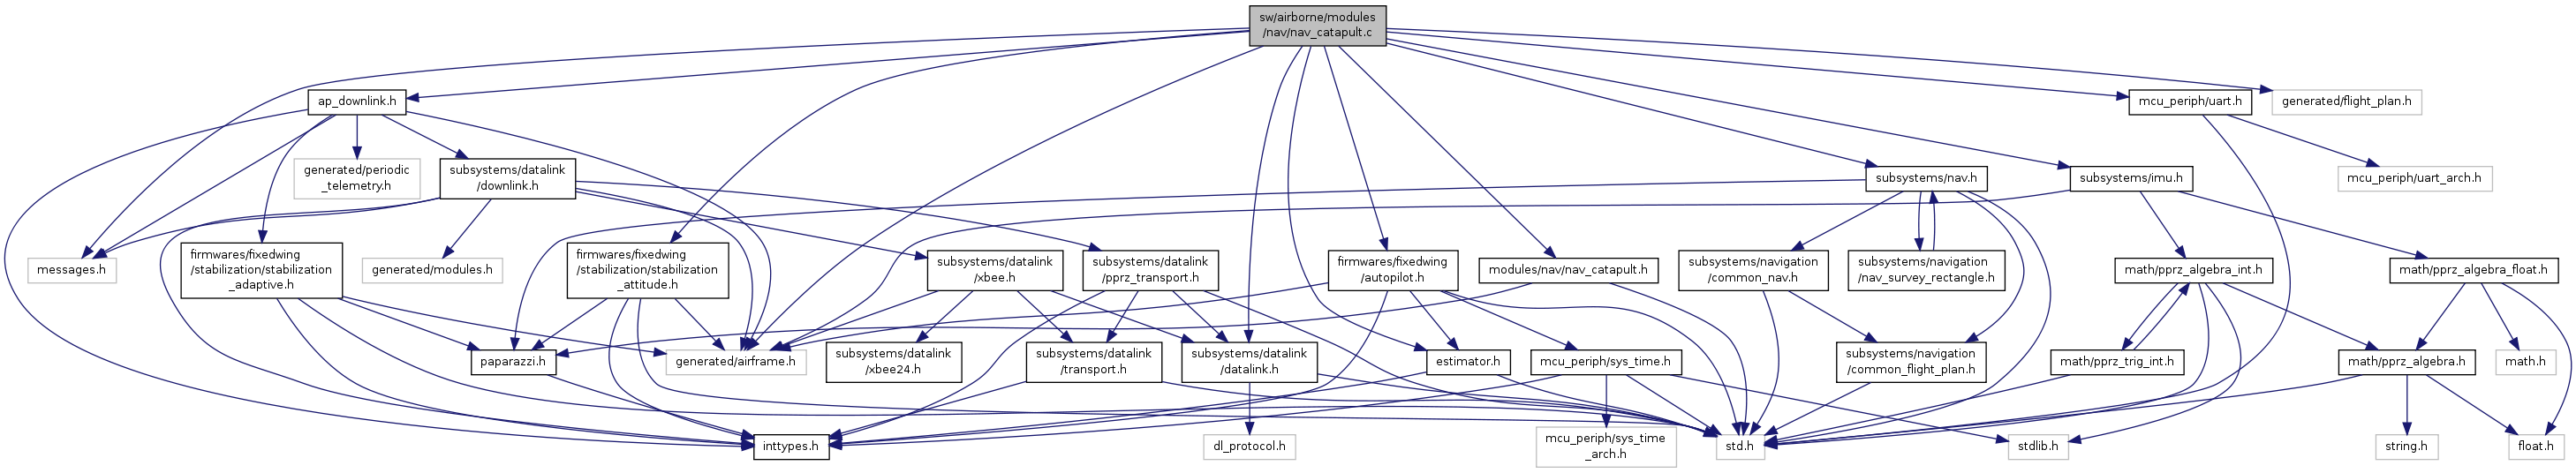 sw/airborne/modules
/nav/nav_catapult.c
ap_downlink.h
mcu_periph/uart.h
generated/flight_plan.h
generated/periodic
_telemetry.h
subsystems/datalink
/downlink.h
subsystems/nav.h
subsystems/imu.h
mcu_periph/uart_arch.h
messages.h
firmwares/fixedwing
/stabilization/stabilization
_adaptive.h
generated/modules.h
firmwares/fixedwing
/stabilization/stabilization
_attitude.h
subsystems/datalink
/xbee.h
subsystems/datalink
/pprz_transport.h
firmwares/fixedwing
/autopilot.h
modules/nav/nav_catapult.h
subsystems/navigation
/common_nav.h
subsystems/navigation
/nav_survey_rectangle.h
math/pprz_algebra_int.h
math/pprz_algebra_float.h
paparazzi.h
generated/airframe.h
subsystems/datalink
/xbee24.h
subsystems/datalink
/transport.h
subsystems/datalink
/datalink.h
estimator.h
mcu_periph/sys_time.h
subsystems/navigation
/common_flight_plan.h
math/pprz_trig_int.h
math/pprz_algebra.h
math.h
inttypes.h
dl_protocol.h
mcu_periph/sys_time
_arch.h
std.h
stdlib.h
string.h
float.h